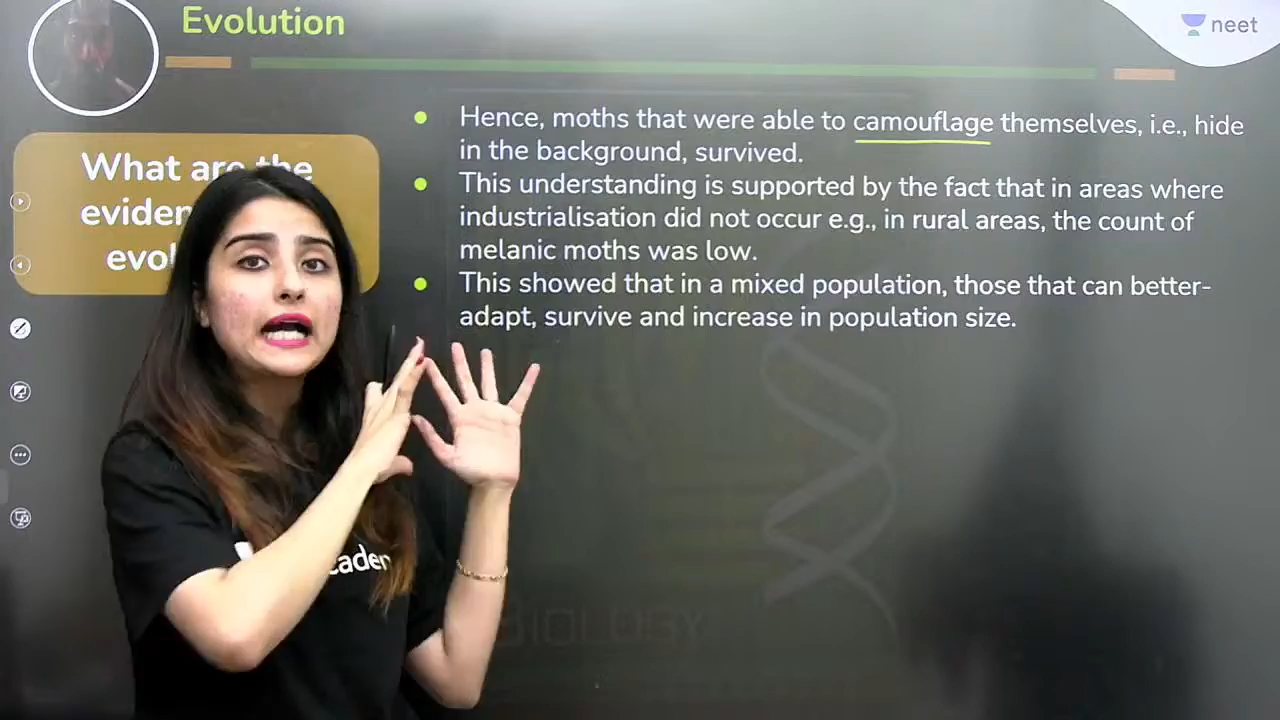 Evolution
neet
What are the
Hence, moths that were able to camouflage themselves, i.e., hide
in the background, survived.
This understanding is supported by the fact that in areas where
industrialisation did not occur e.g., in rural areas, the count of
melanic moths was low.
This showed that in a mixed population, those that can better-
adapt, survive and increase in population size.
BIOLOGY